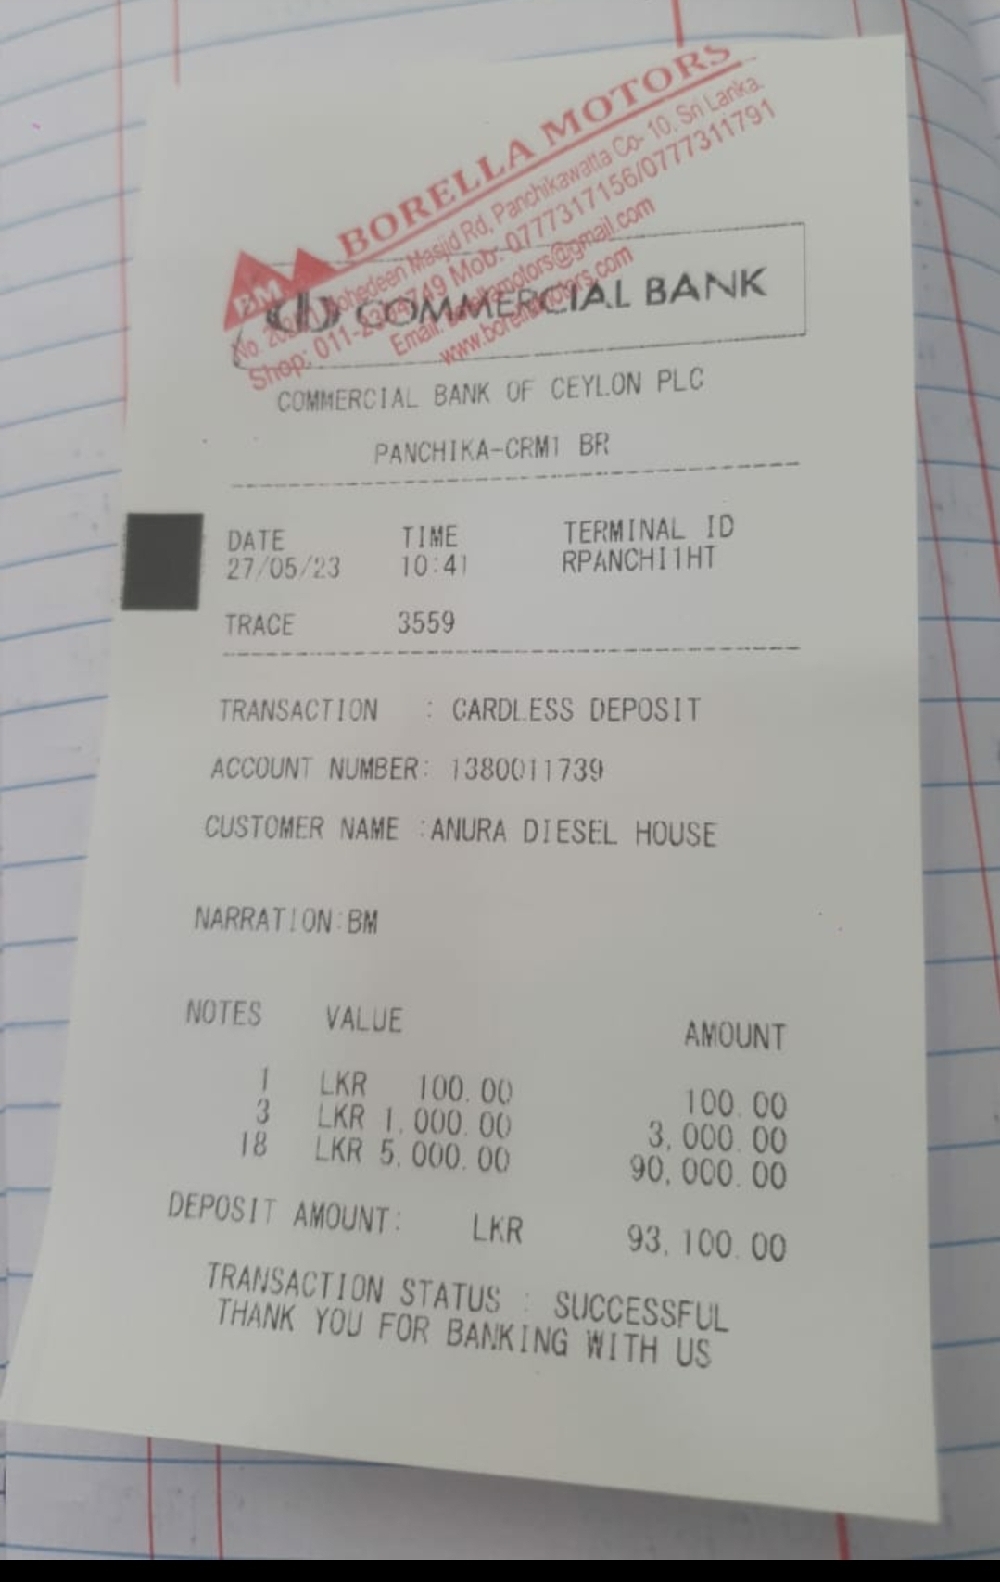 BORELLA MOTORS
BM
Mohedeen Masjid Rd, Panchikawatta Co- 10, Sri Lanka.
Shop: 011- Mob: 0777317156/0777311791
Email: @gmail.com
www.borellamotors.com
COMMERCIAL BANK
COMMERCIAL BANK OF CEYLON PLC
PANCHIKA-CRM1 BR
DATE TIME TERMINAL ID
27/05/23 10:41 RPANCHI1HT
TRACE 3559
TRANSACTION : CARDLESS DEPOSIT
ACCOUNT NUMBER: 1380011739
CUSTOMER NAME :ANURA DIESEL HOUSE
NARRATION:BM
NOTES VALUE AMOUNT
1 LKR 100.00 100.00
3 LKR 1,000.00 3,000.00
18 LKR 5,000.00 90,000.00
DEPOSIT AMOUNT: LKR 93,100.00
TRANSACTION STATUS : SUCCESSFUL
THANK YOU FOR BANKING WITH US